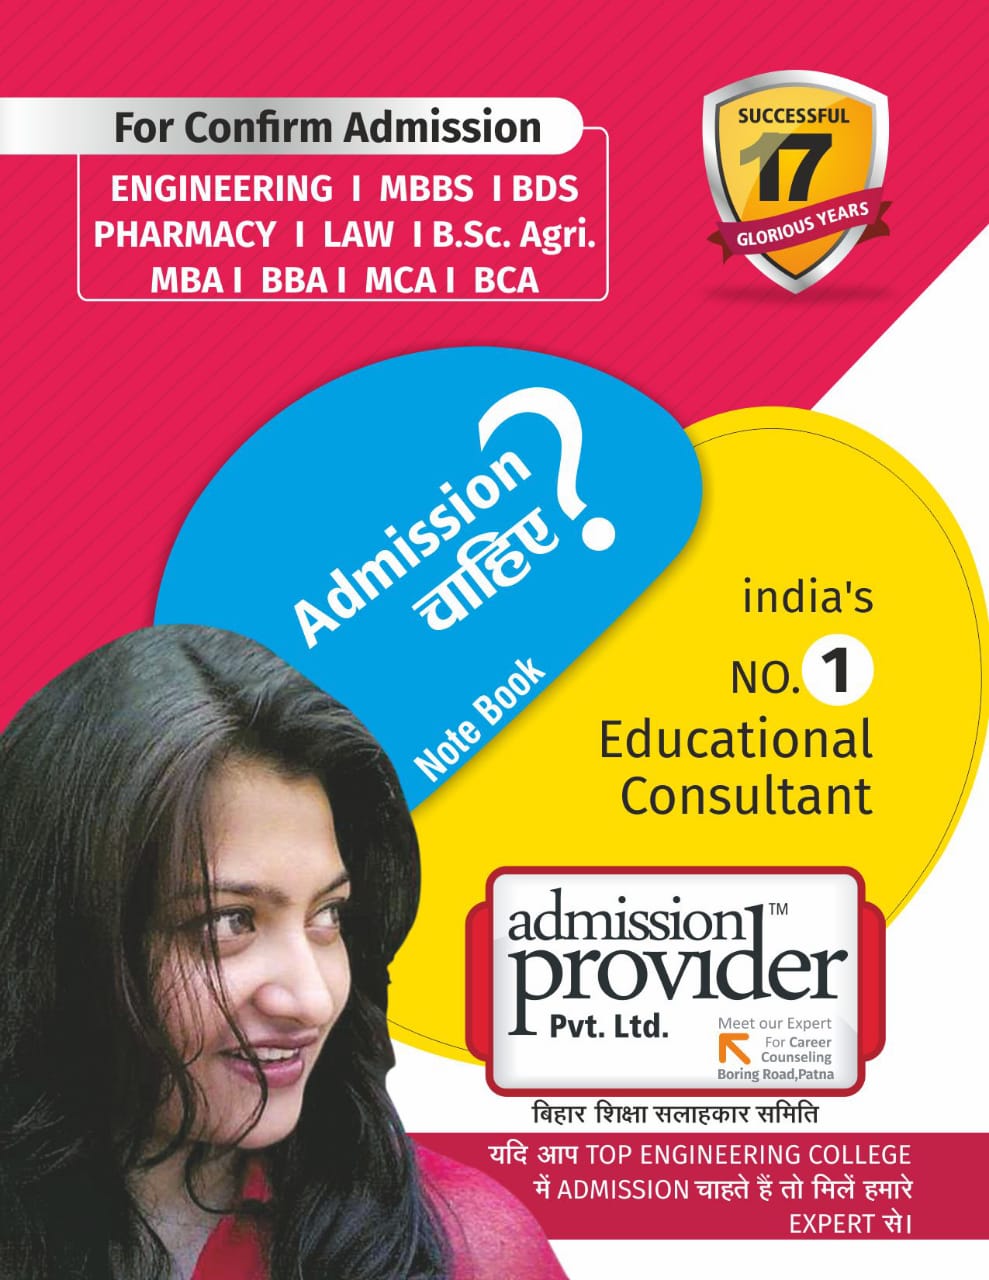 For Confirm Admission
ENGINEERING I MBBS I BDS
PHARMACY I LAW I B.Sc. Agri.
MBA I BBA I MCA I BCA
SUCCESSFUL
17
GLORIOUS YEARS
Admission
चाहिए?
Note Book
india's
NO. 1
Educational
Consultant
admission™
provider
Pvt. Ltd.
Meet our Expert
For Career
Counseling
Boring Road,Patna
बिहार शिक्षा सलाहकार समिति
यदि आप TOP ENGINEERING COLLEGE
में ADMISSION चाहते हैं तो मिलें हमारे
EXPERT से।